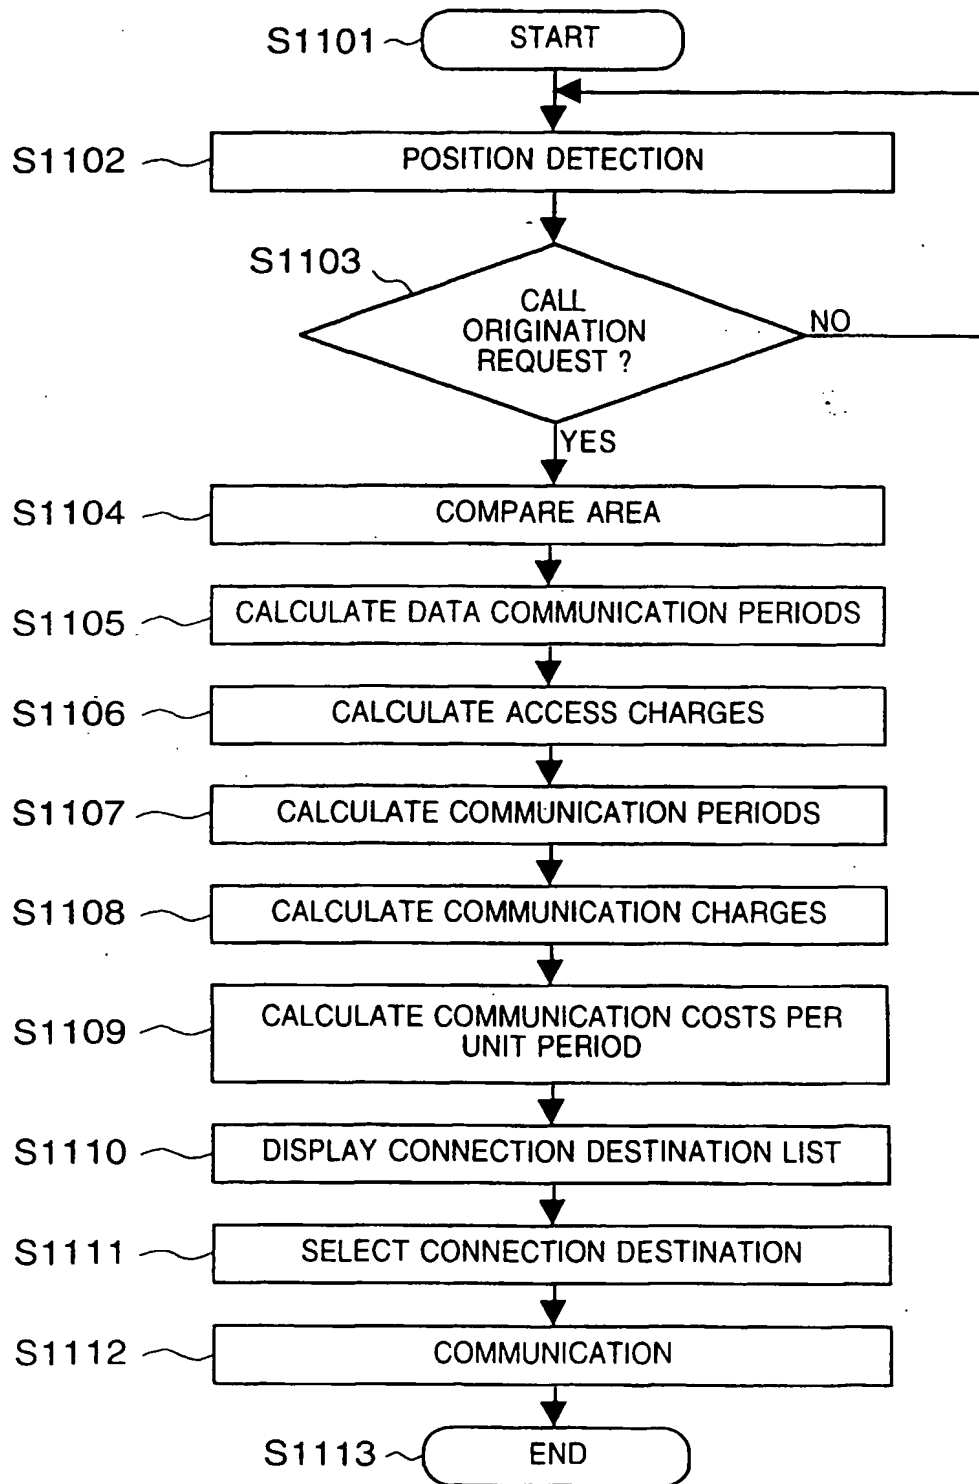 S1101
START
S1102
POSITION DETECTION
S1103
CALL
ORIGINATION
REQUEST ?
NO
YES
S1104
COMPARE AREA
S1105
CALCULATE DATA COMMUNICATION PERIODS
S1106
CALCULATE ACCESS CHARGES
S1107
CALCULATE COMMUNICATION PERIODS
S1108
CALCULATE COMMUNICATION CHARGES
S1109
CALCULATE COMMUNICATION COSTS PER
UNIT PERIOD
S1110
DISPLAY CONNECTION DESTINATION LIST
S1111
SELECT CONNECTION DESTINATION
S1112
COMMUNICATION
S1113
END